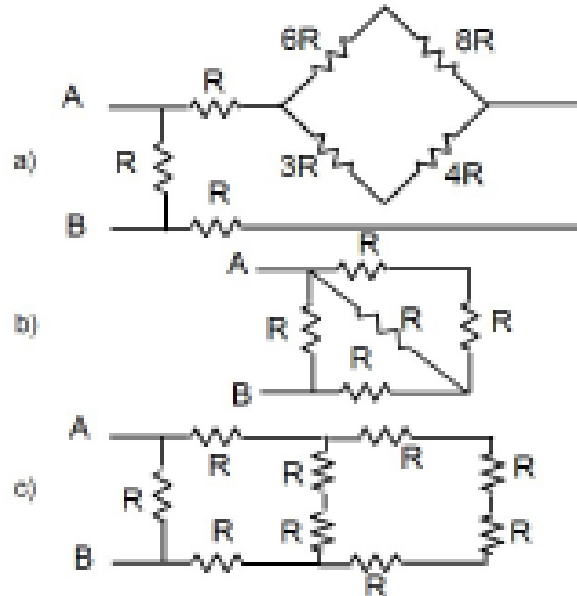 6R 8R
A R
a) R 3R 4R
B R
A R
b) R R R
R
B
A R R
c) R R R
R R
B R R